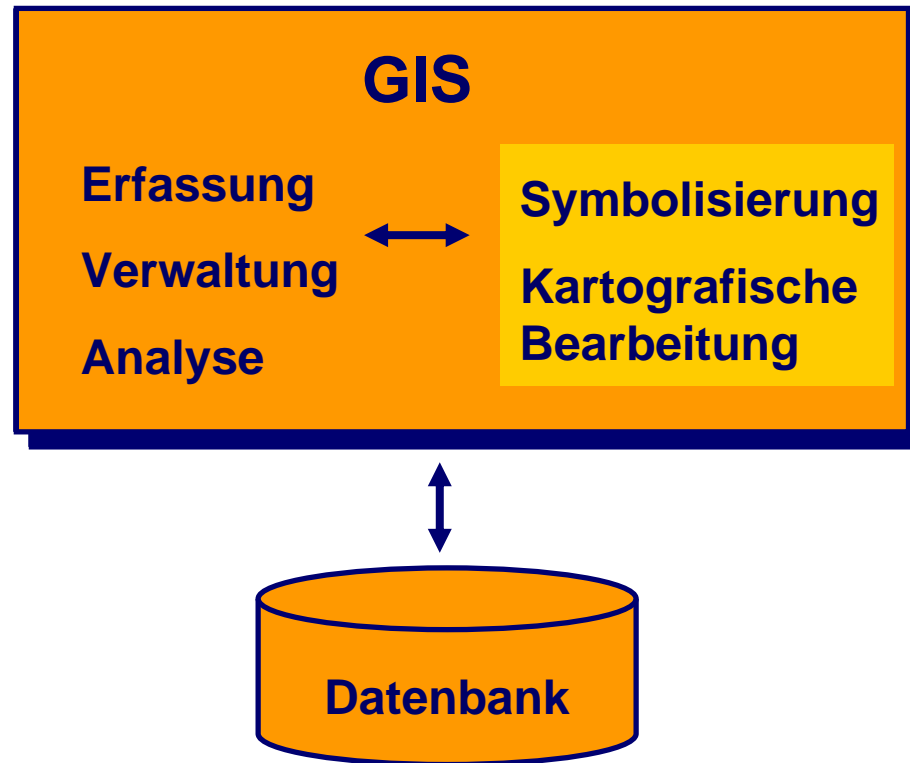 GIS
Erfassung
Verwaltung
Analyse
Symbolisierung
Kartografische
Bearbeitung
Datenbank